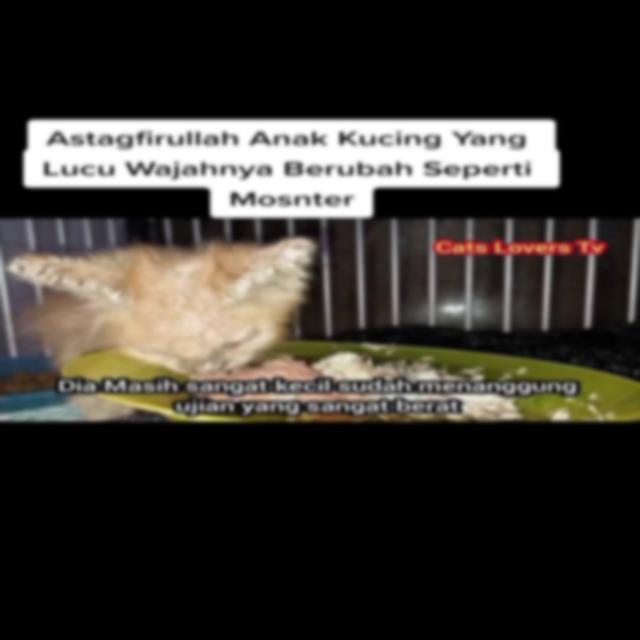 Astagfirullah Anak Kucing Yang
Lucu Wajahnya Berubah Seperti
Mosnter
Cats Lovers Tv
Dia Masih sangat kecil sudah menanggung
ujian yang sangat berat